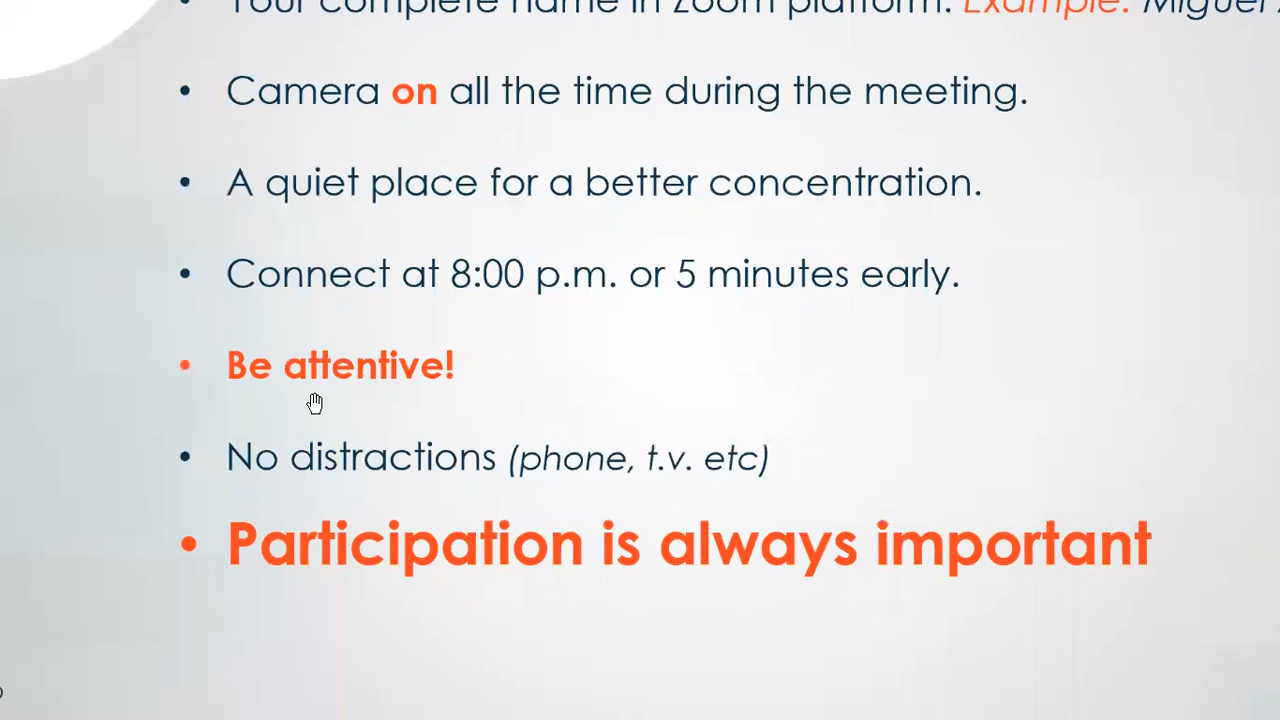 • Your complete name in Zoom platform. Example: Miguel
• Camera on all the time during the meeting.
• A quiet place for a better concentration.
• Connect at 8:00 p.m. or 5 minutes early.
• Be attentive!
• No distractions (phone, t.v. etc)
• Participation is always important